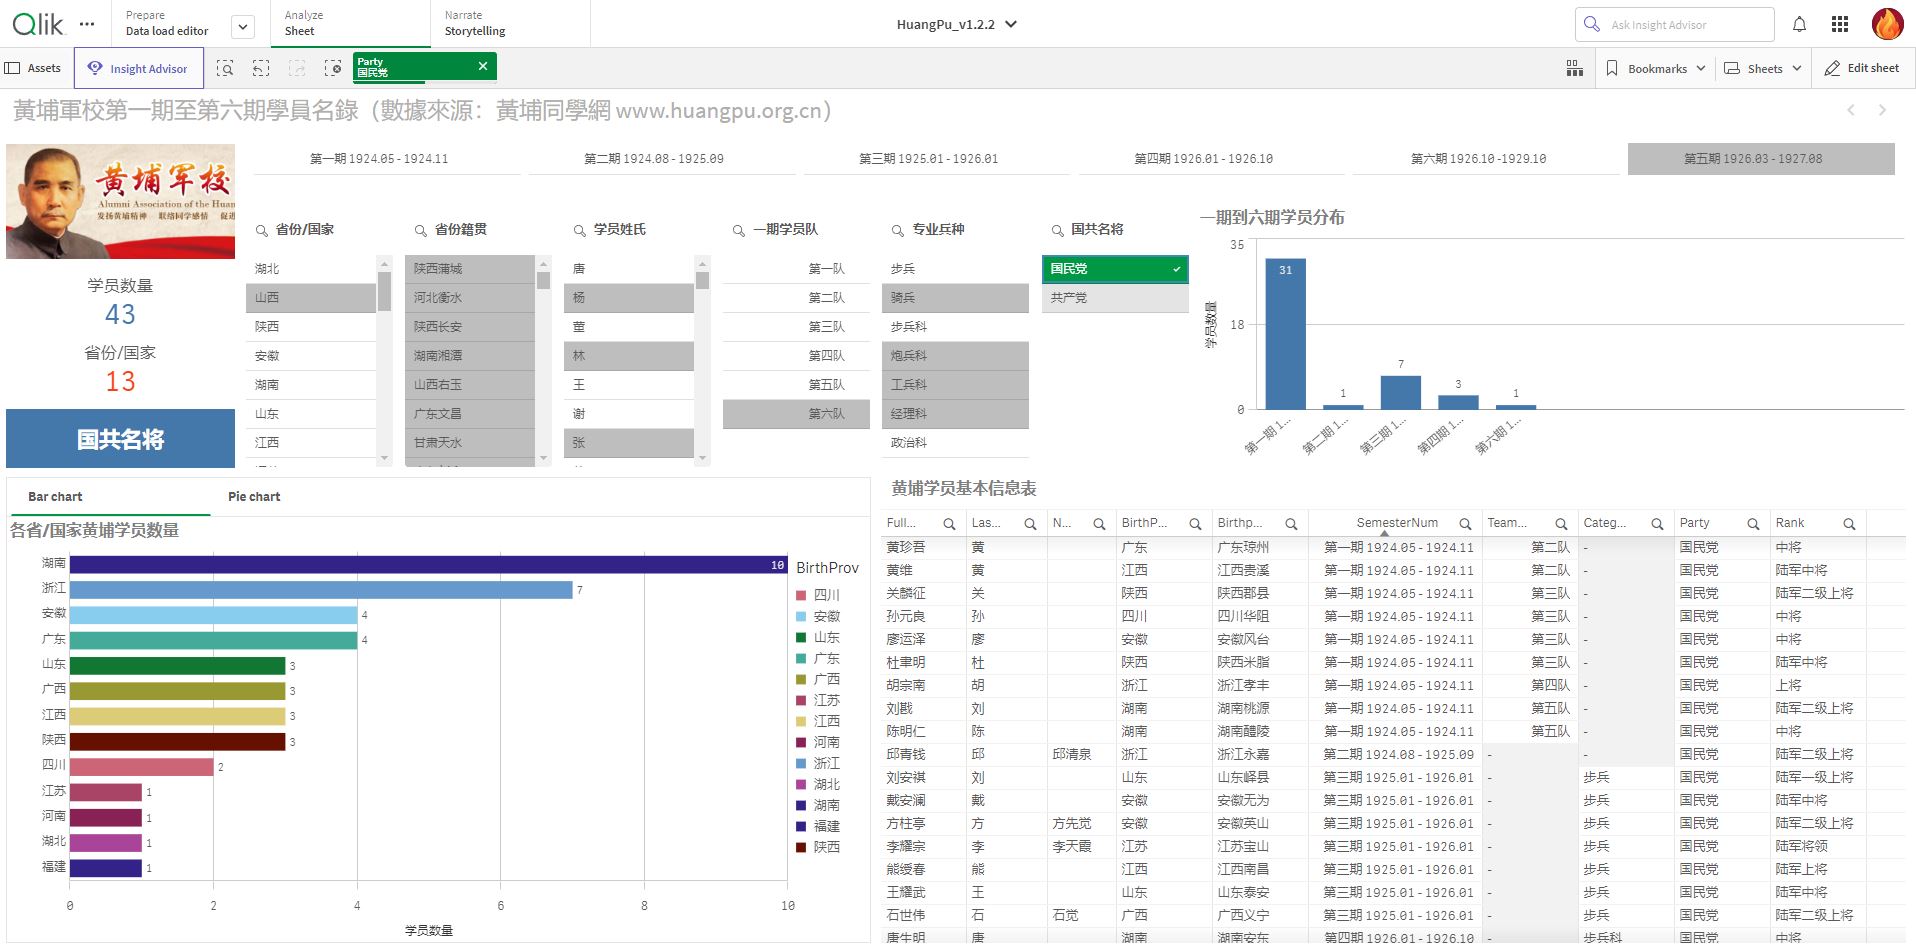 Qlik
Prepare
Data load editor
Analyze
Sheet
Narrate
Storytelling
HuangPu_v1.2.2
Ask Insight Advisor
Assets
Insight Advisor
Party
国民党
Bookmarks
Sheets
Edit sheet
黃埔軍校第一期至第六期學員名錄（數據來源：黃埔同學網 www.huangpu.org.cn）
黄埔军校
Alumni Association of the Huan
发扬黄埔精神 联络同学感情 促进
第一期 1924.05 - 1924.11
第二期 1924.08 - 1925.09
第三期 1925.01 - 1926.01
第四期 1926.01 - 1926.10
第六期 1926.10 -1929.10
第五期 1926.03 - 1927.08
学员数量
43
省份/国家
13
国共名将
省份/国家
湖北
山西
陕西
安徽
湖南
山东
江西
省份籍贯
陕西蒲城
河北衡水
陕西长安
湖南湘潭
山西右玉
广东文昌
甘肃天水
学员姓氏
唐
杨
董
林
王
谢
张
一期学员队
第一队
第二队
第三队
第四队
第五队
第六队
专业兵种
步兵
骑兵
步兵科
炮兵科
工兵科
经理科
政治科
国共名将
国民党
共产党
一期到六期学员分布
学员数量
35
18
0
31
1
7
3
1
第一期 1...
第二期 1...
第三期 1...
第四期 1...
第六期 1...
Bar chart
Pie chart
各省/国家黄埔学员数量
湖南 10
浙江 7
安徽 4
广东 4
山东 3
广西 3
江西 3
陕西 3
四川 2
江苏 1
河南 1
湖北 1
福建 1
0 2 4 6 8 10
学员数量
BirthProv
四川
安徽
山东
广东
广西
江苏
江西
河南
浙江
湖北
湖南
福建
陕西
黄埔学员基本信息表
Full... Las... N... BirthP... Birthp... SemesterNum Team... Categ... Party Rank
黄珍吾 黄 广东 广东琼州 第一期 1924.05 - 1924.11 第二队 - 国民党 中将
黄维 黄 江西 江西贵溪 第一期 1924.05 - 1924.11 第二队 - 国民党 陆军中将
关麟征 关 陕西 陕西鄠县 第一期 1924.05 - 1924.11 第三队 - 国民党 陆军二级上将
孙元良 孙 四川 四川华阳 第一期 1924.05 - 1924.11 第三队 - 国民党 中将
廖运泽 廖 安徽 安徽凤台 第一期 1924.05 - 1924.11 第三队 - 国民党 中将
杜聿明 杜 陕西 陕西米脂 第一期 1924.05 - 1924.11 第三队 - 国民党 陆军中将
胡宗南 胡 浙江 浙江孝丰 第一期 1924.05 - 1924.11 第四队 - 国民党 上将
刘戡 刘 湖南 湖南桃源 第一期 1924.05 - 1924.11 第五队 - 国民党 陆军二级上将
陈明仁 陈 湖南 湖南醴陵 第一期 1924.05 - 1924.11 第五队 - 国民党 中将
邱青钱 邱 邱清泉 浙江 浙江永嘉 第二期 1924.08 - 1925.09 - - 国民党 陆军二级上将
刘安祺 刘 山东 山东峄县 第三期 1925.01 - 1926.01 - 步兵 国民党 陆军一级上将
戴安澜 戴 安徽 安徽无为 第三期 1925.01 - 1926.01 - 步兵 国民党 陆军中将
方柱亭 方 方先觉 安徽 安徽英山 第三期 1925.01 - 1926.01 - 步兵 国民党 陆军二级上将
李耀宗 李 李天霞 江苏 江苏宝山 第三期 1925.01 - 1926.01 - 步兵 国民党 陆军将领
熊绶春 熊 江西 江西南昌 第三期 1925.01 - 1926.01 - 步兵 国民党 陆军上将
王耀武 王 山东 山东泰安 第三期 1925.01 - 1926.01 - 步兵 国民党 陆军中将
石世伟 石 石觉 广西 广西义宁 第三期 1925.01 - 1926.01 - 步兵 国民党 陆军二级上将
唐生明 唐 湖南 湖南安东 第四期 1926.01 - 1926.10 - 步兵科 国民党 中将